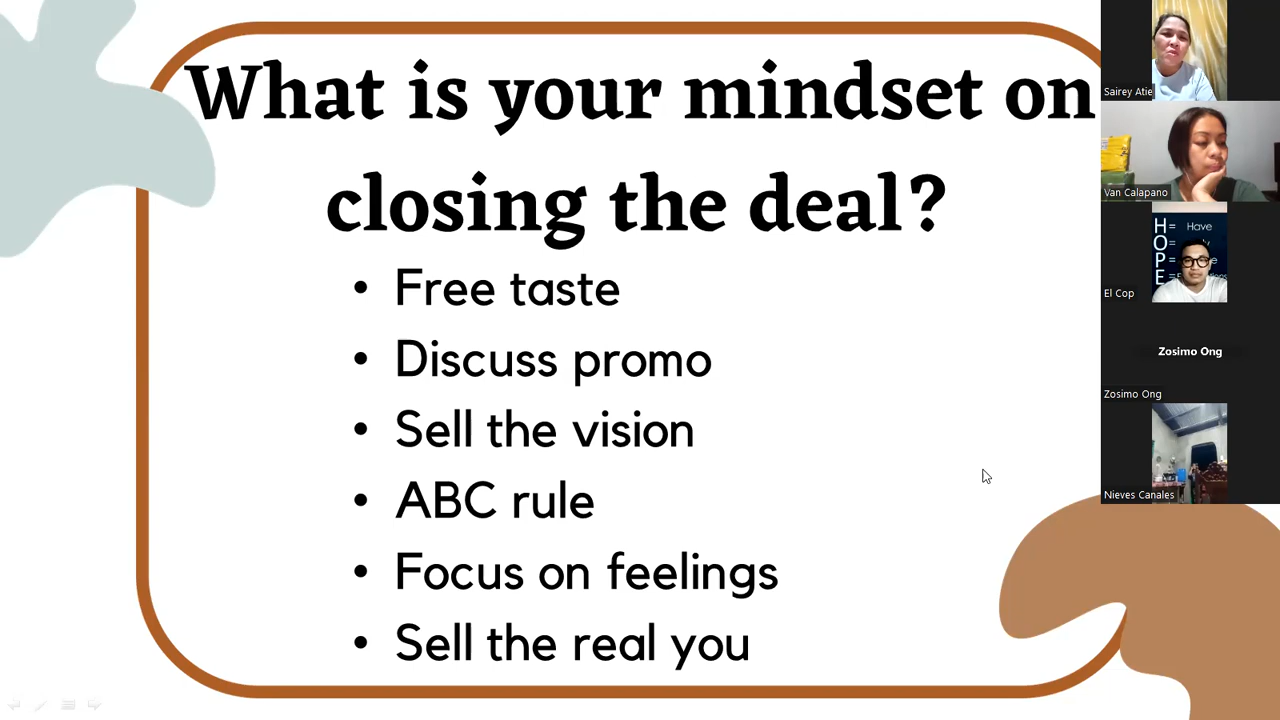 What is your mindset on
closing the deal?
• Free taste
• Discuss promo
• Sell the vision
• ABC rule
• Focus on feelings
• Sell the real you
Sairey Atie
Van Calapano
H= Have
O=
P=
E=
El Cop
Zosimo Ong
Zosimo Ong
Nieves Canales